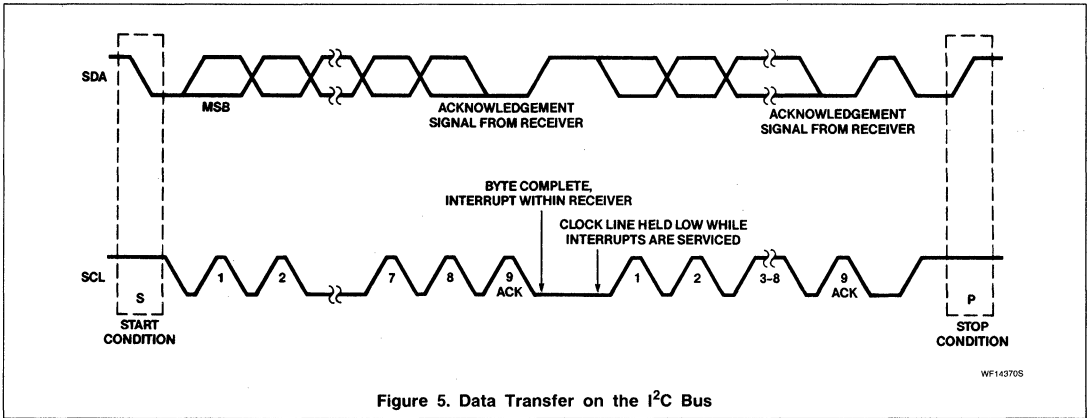 SDA
MSB
ACKNOWLEDGEMENT
SIGNAL FROM RECEIVER
ACKNOWLEDGEMENT
SIGNAL FROM RECEIVER
BYTE COMPLETE,
INTERRUPT WITHIN RECEIVER
CLOCK LINE HELD LOW WHILE
INTERRUPTS ARE SERVICED
SCL
1
2
7
8
9
ACK
1
2
3-8
9
ACK
S
START
CONDITION
P
STOP
CONDITION
WF14370S
Figure 5. Data Transfer on the I²C Bus